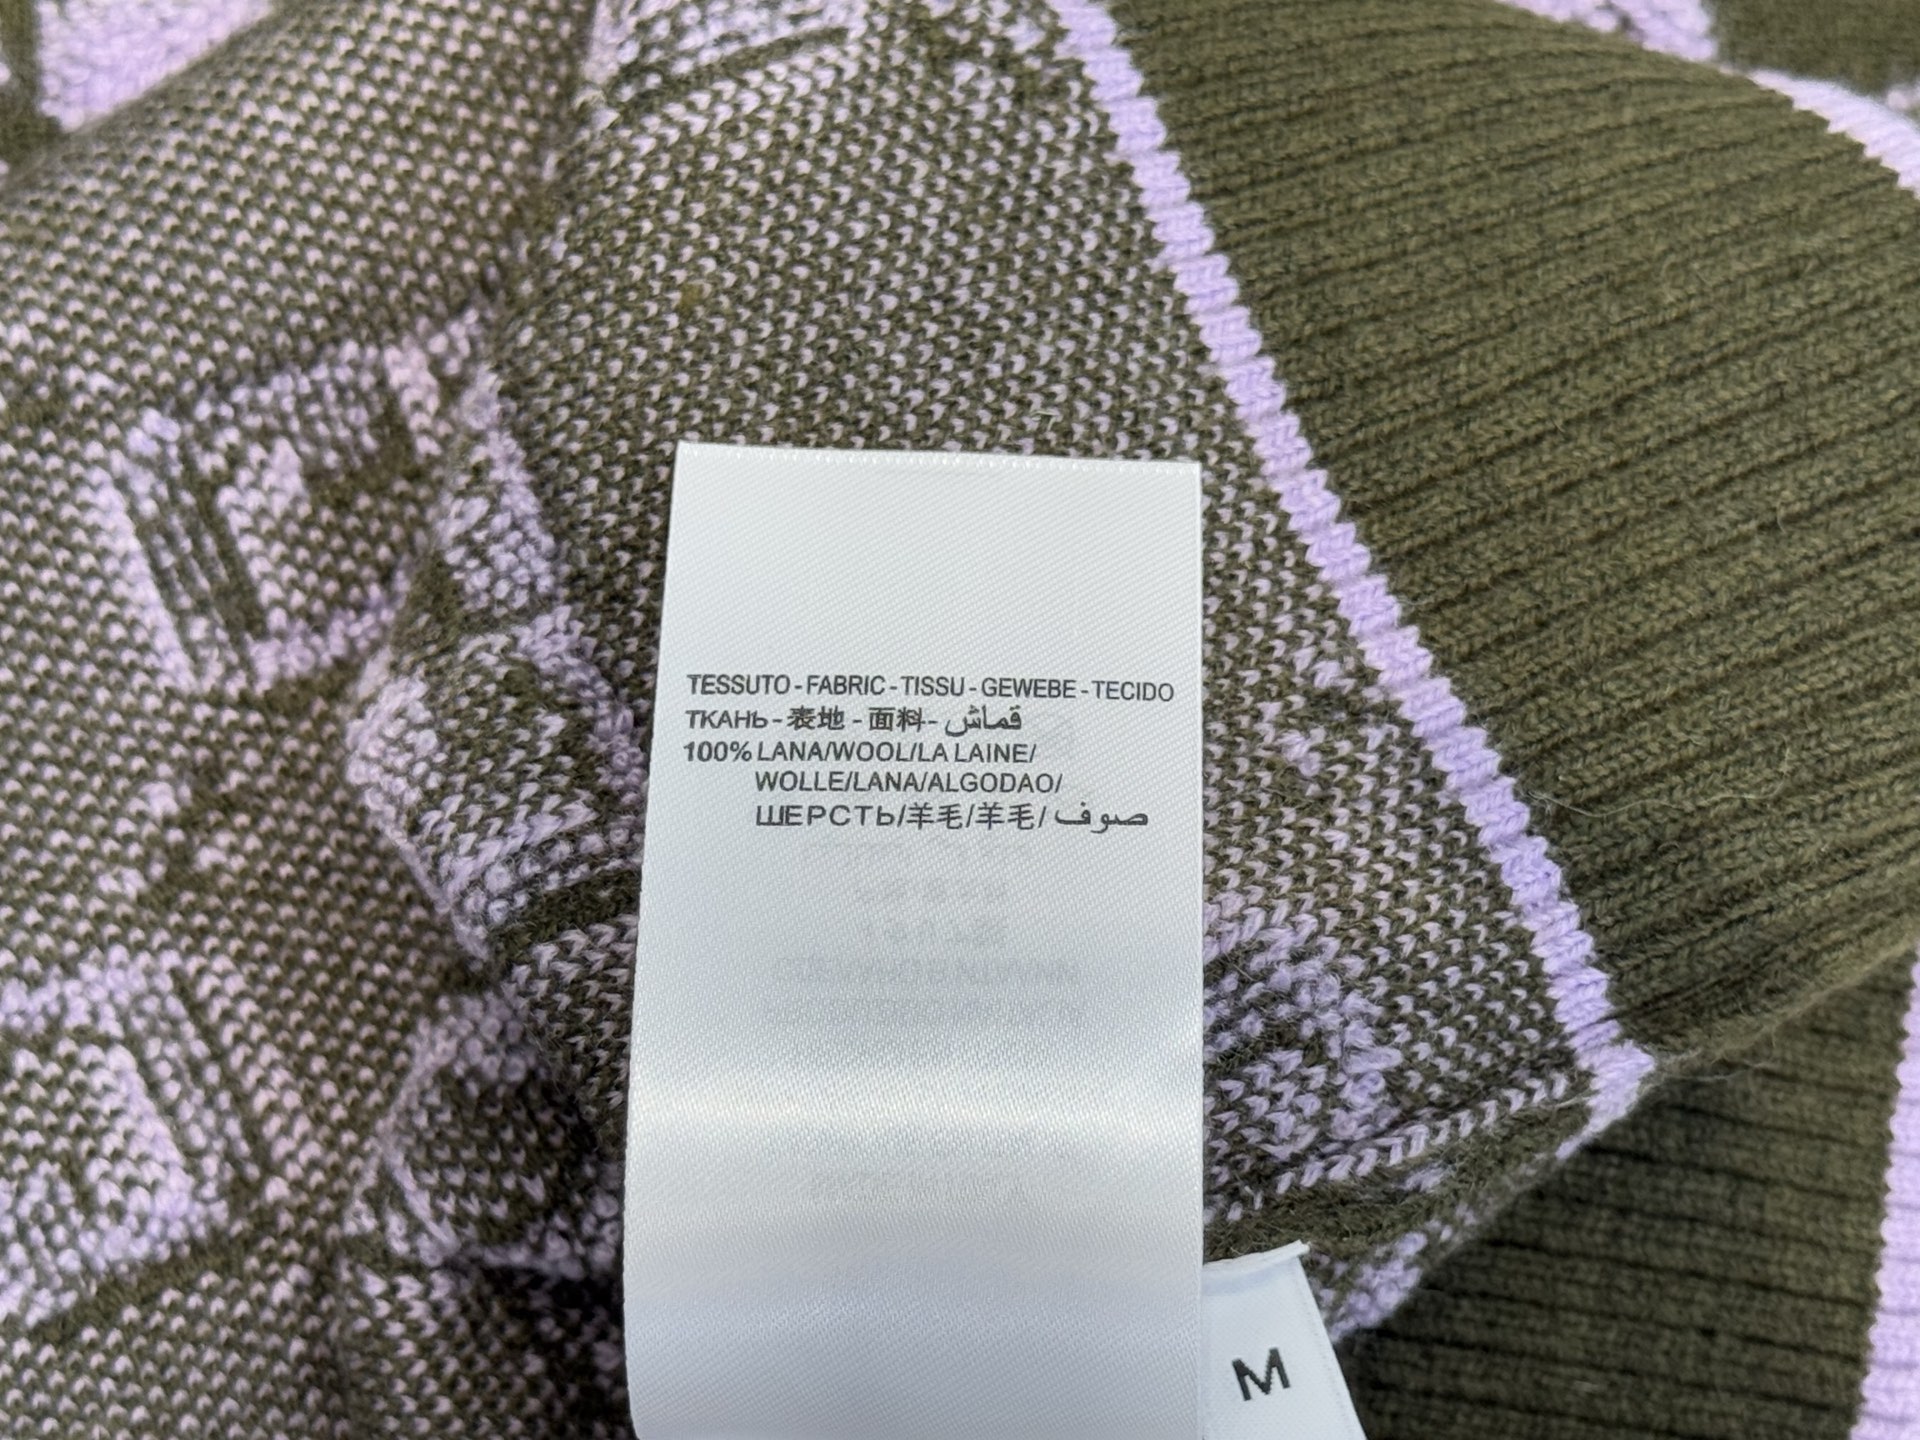 TESSUTO - FABRIC - TISSU - GEWEBE - TECIDO
ТКАНЬ - 表地 - 面料 - قماش
100% LANA/WOOL/LA LAINE/
WOLLE/LANA/ALGODAO/
ШЕРСТЬ/羊毛/羊毛/ صوف
M